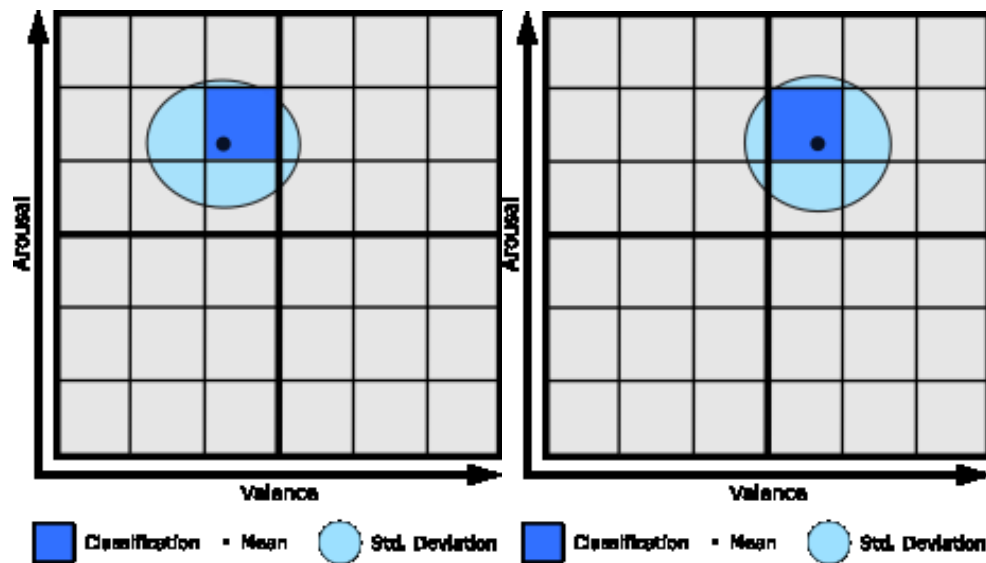 Arousal
Arousal
Valence
Valence
Classification
Mean
Std. Deviation
Classification
Mean
Std. Deviation